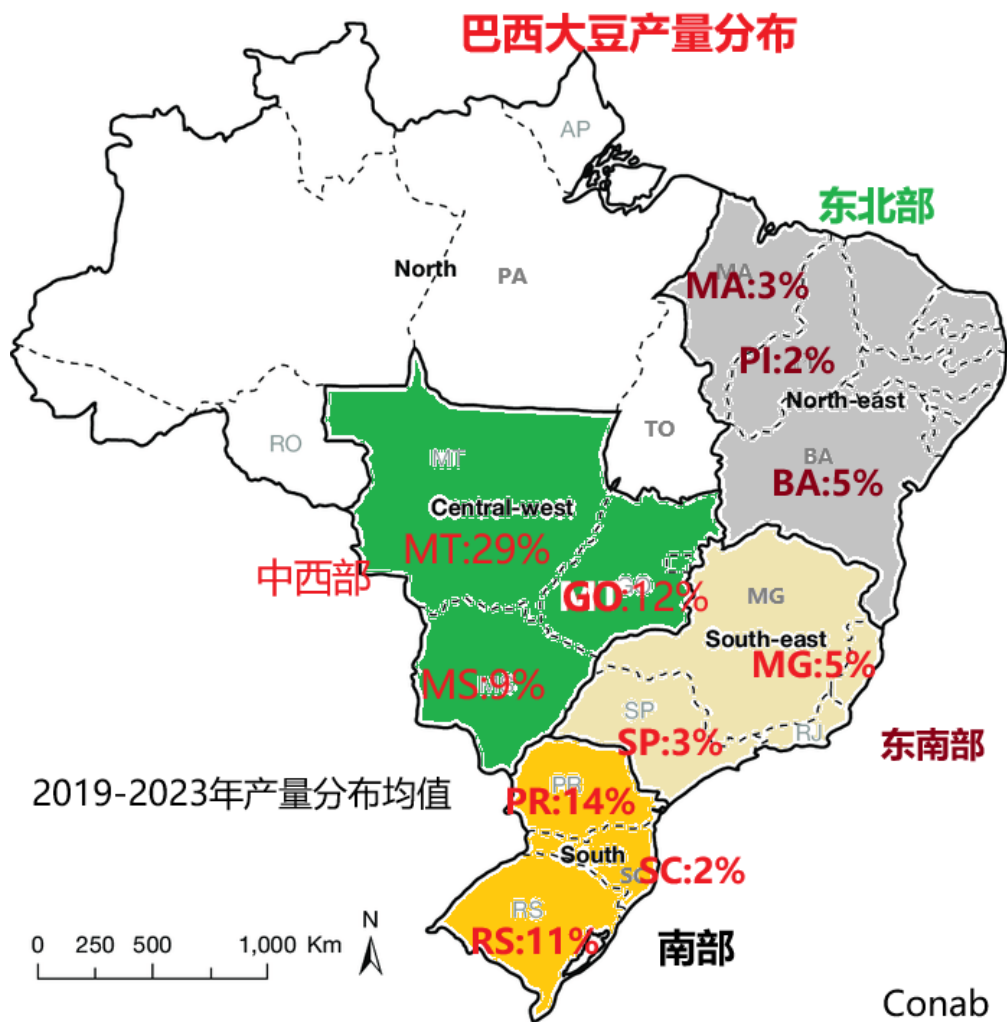 巴西大豆产量分布
AP
东北部
North
PA
MA
MA:3%
PI:2%
North-east
TO
RO
MT
BA
BA:5%
Central-west
MT:29%
中西部
GO
GO:12%
MG
South-east
MG:5%
MS
MS:9%
SP
SP:3%
RJ
东南部
2019-2023年产量分布均值
PR
PR:14%
South
SC
SC:2%
RS
RS:11%
南部
N
0 250 500 1,000 Km
Conab